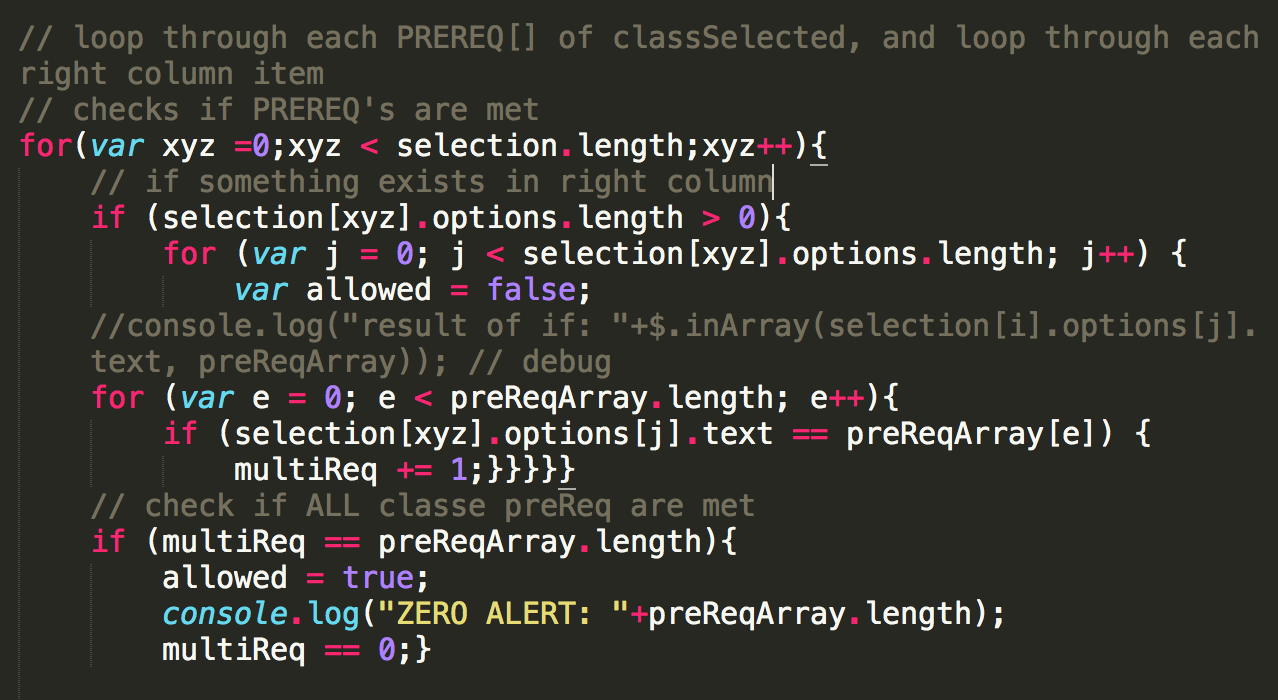 // loop through each PREREQ[] of classSelected, and loop through each
right column item
// checks if PREREQ's are met
for(var xyz =0;xyz < selection.length;xyz++){
// if something exists in right column
if (selection[xyz].options.length > 0){
for (var j = 0; j < selection[xyz].options.length; j++) {
var allowed = false;
//console.log("result of if: "+$.inArray(selection[i].options[j].
text, preReqArray)); // debug
for (var e = 0; e < preReqArray.length; e++){
if (selection[xyz].options[j].text == preReqArray[e]) {
multiReq += 1;}}}}}
// check if ALL classe preReq are met
if (multiReq == preReqArray.length){
allowed = true;
console.log("ZERO ALERT: "+preReqArray.length);
multiReq == 0;}